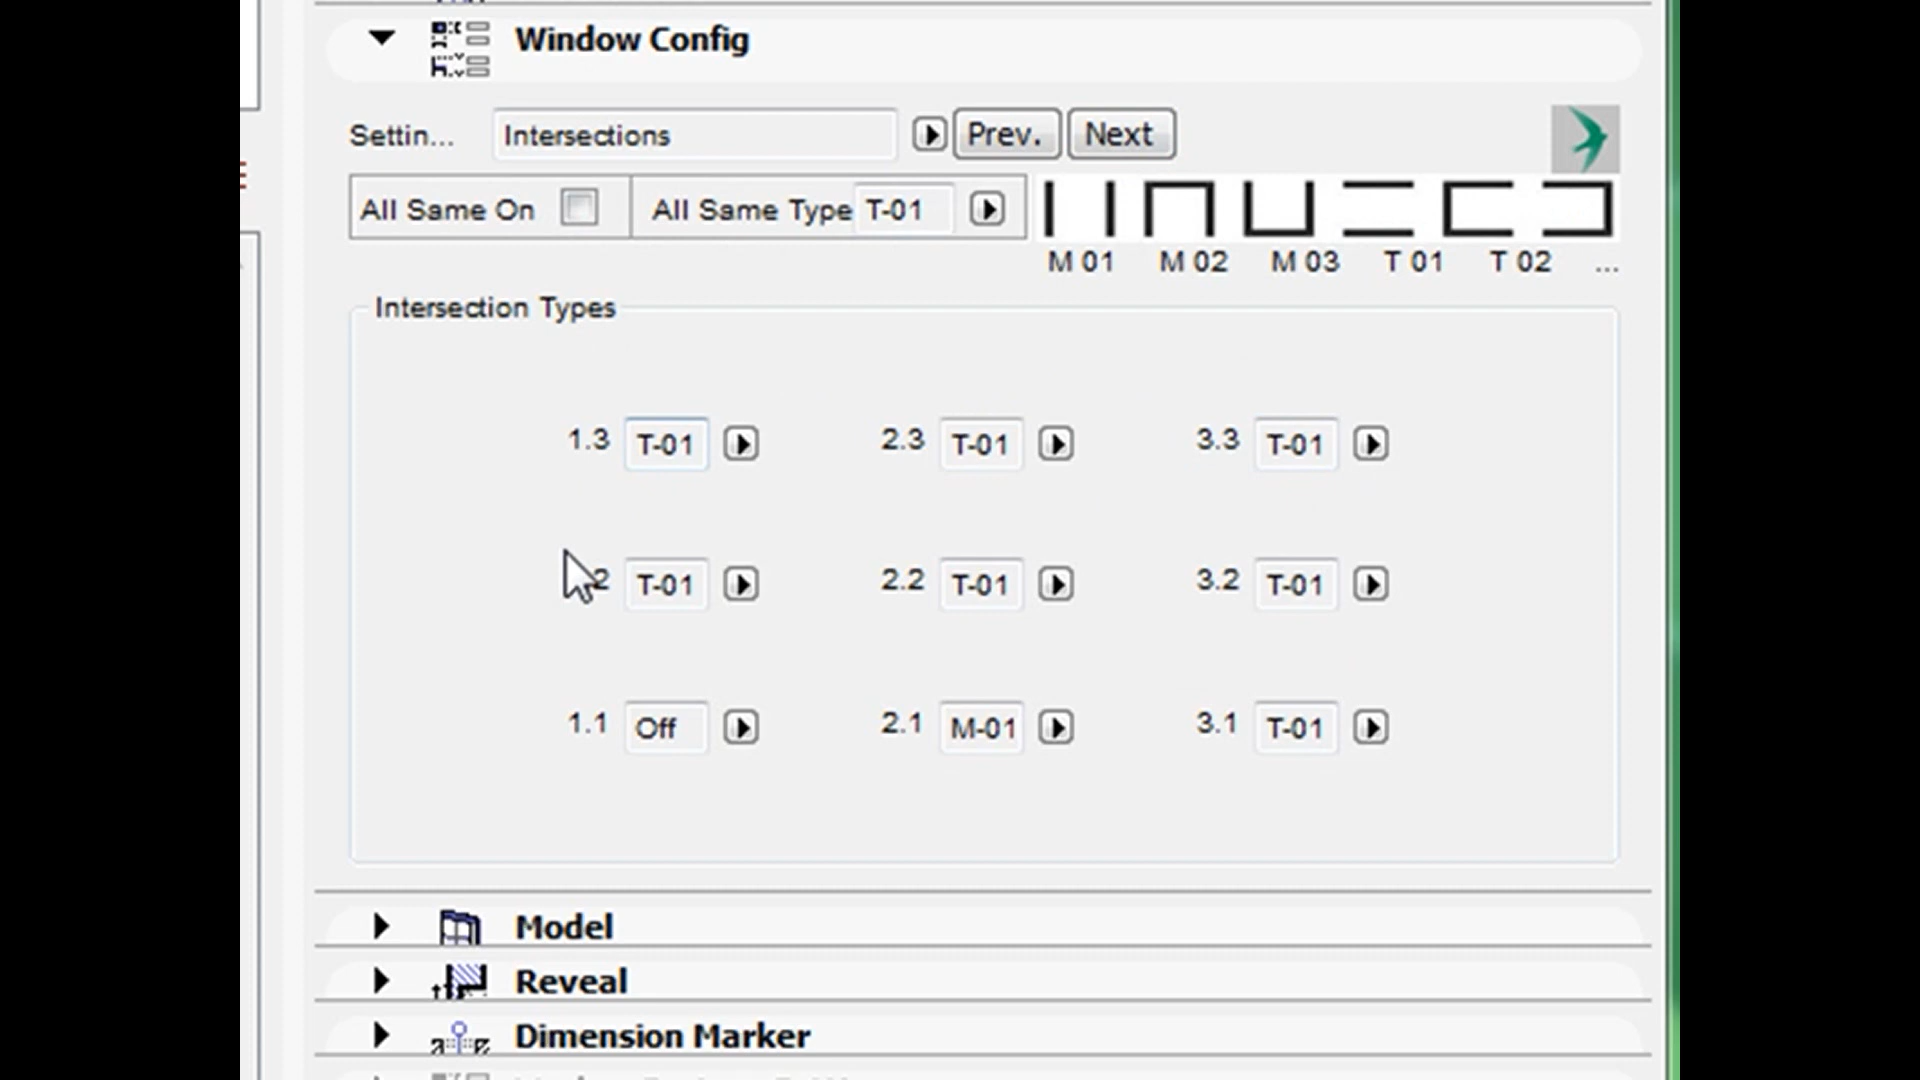 Window Config
Settin... Intersections Prev. Next
All Same On All Same Type T-01
M 01 M 02 M 03 T 01 T 02 ...
Intersection Types
1.3 T-01 2.3 T-01 3.3 T-01
2 T-01 2.2 T-01 3.2 T-01
1.1 Off 2.1 M-01 3.1 T-01
Model
Reveal
Dimension Marker